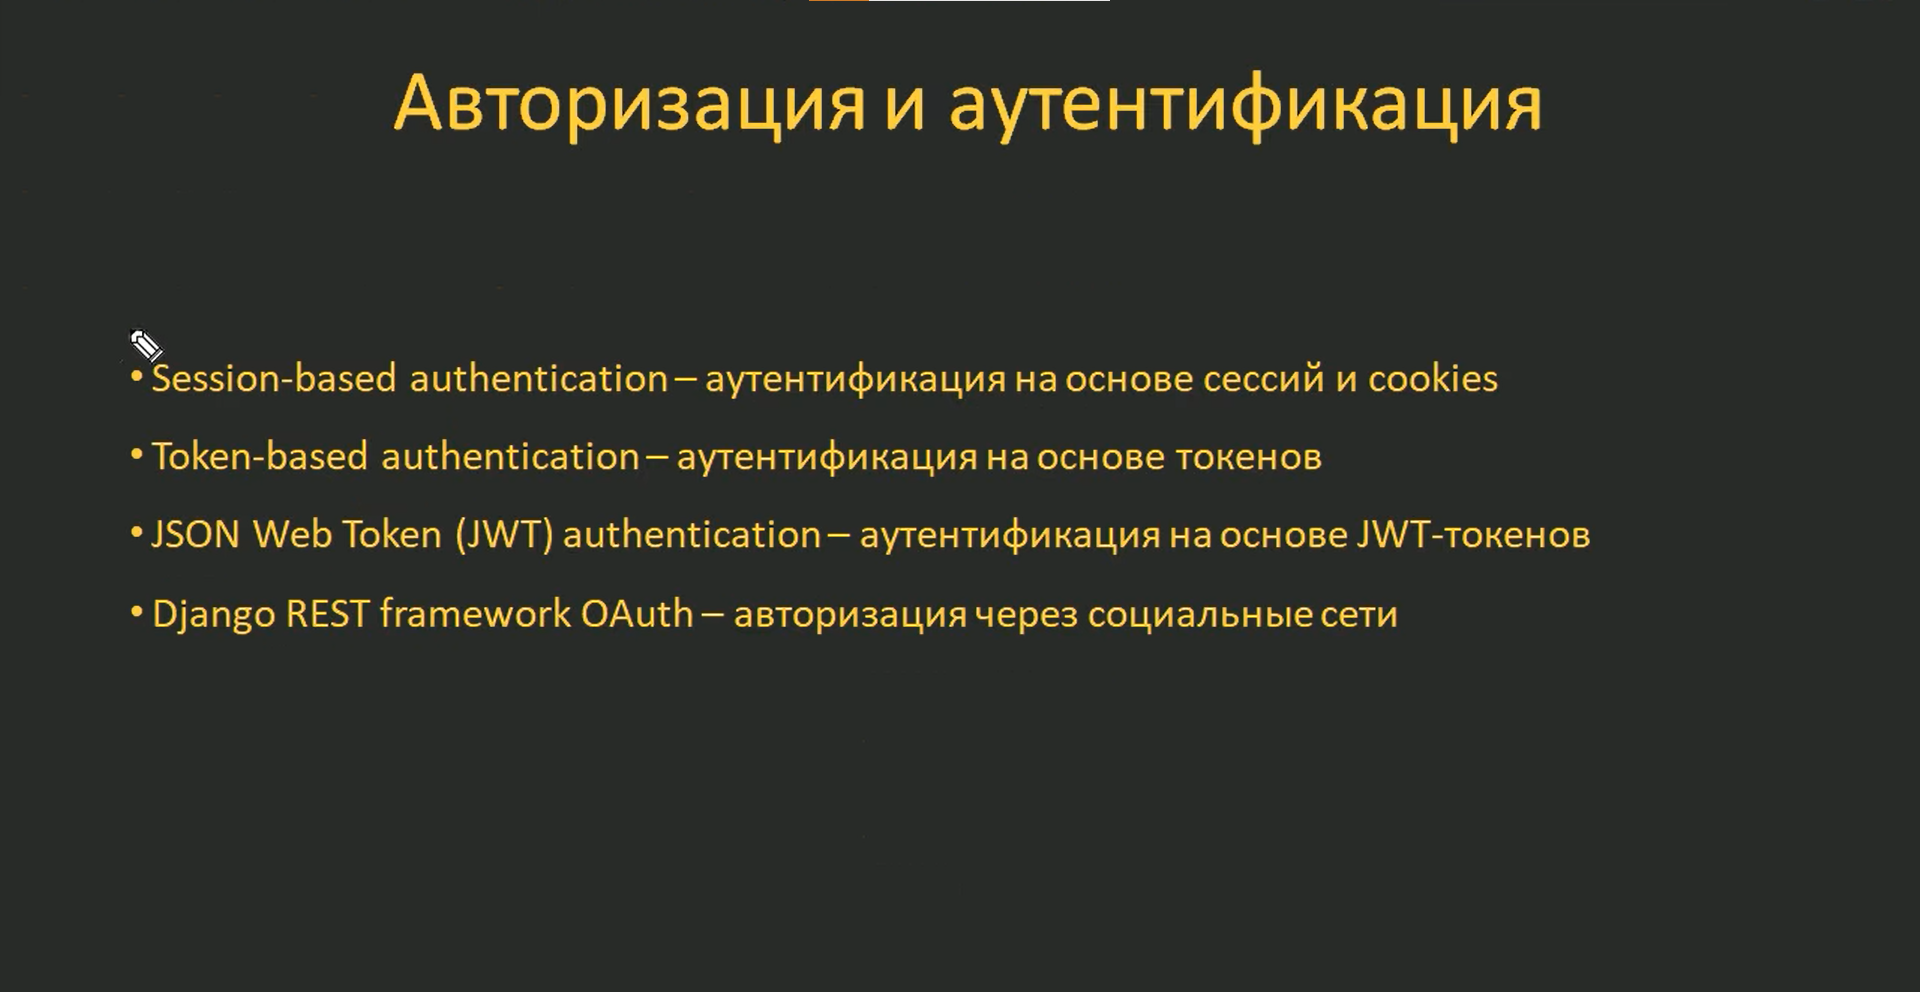 Авторизация и аутентификация
• Session-based authentication – аутентификация на основе сессий и cookies
• Token-based authentication – аутентификация на основе токенов
• JSON Web Token (JWT) authentication – аутентификация на основе JWT-токенов
• Django REST framework OAuth – авторизация через социальные сети